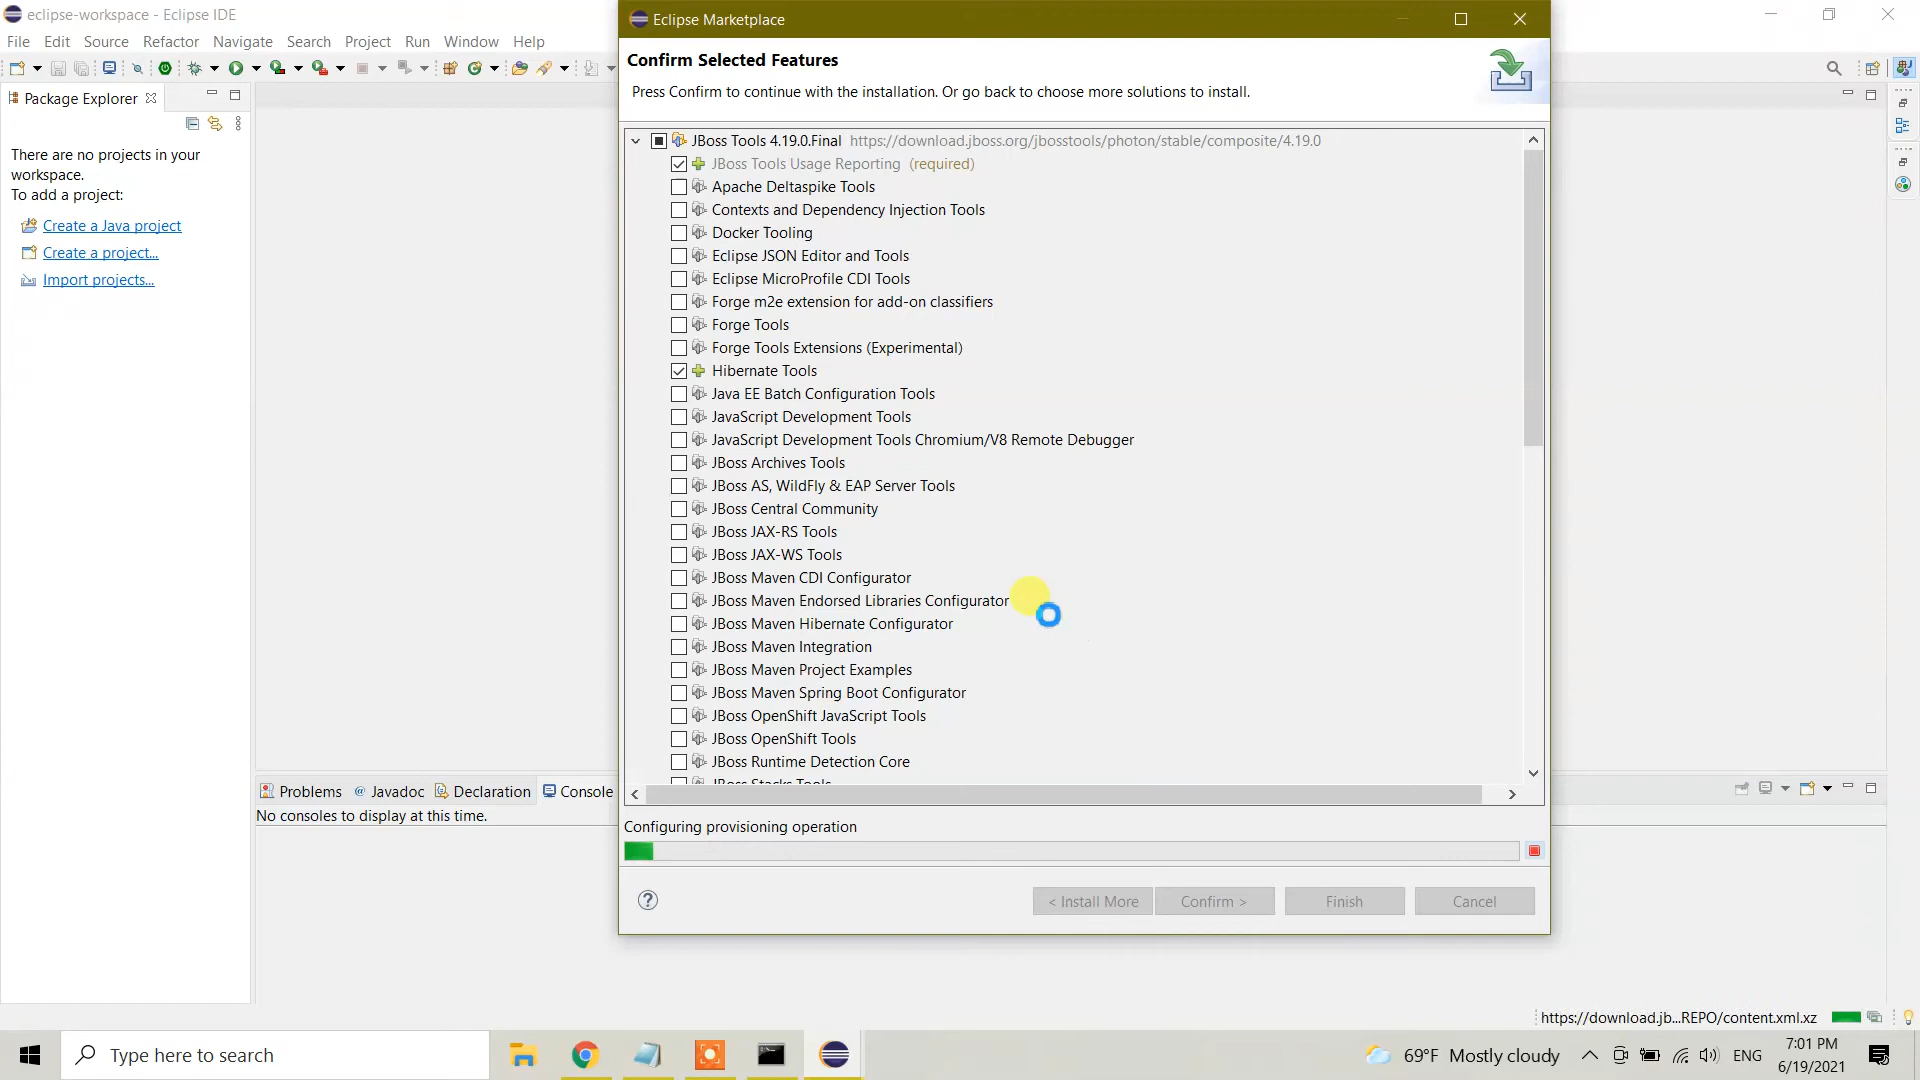 eclipse-workspace - Eclipse IDE
File Edit Source Refactor Navigate Search Project Run Window Help
Package Explorer
There are no projects in your
workspace.
To add a project:
Create a Java project
Create a project...
Import projects...
Eclipse Marketplace
Confirm Selected Features
Press Confirm to continue with the installation. Or go back to choose more solutions to install.
JBoss Tools 4.19.0.Final https://download.jboss.org/jbosstools/photon/stable/composite/4.19.0
JBoss Tools Usage Reporting (required)
Apache Deltaspike Tools
Contexts and Dependency Injection Tools
Docker Tooling
Eclipse JSON Editor and Tools
Eclipse MicroProfile CDI Tools
Forge m2e extension for add-on classifiers
Forge Tools
Forge Tools Extensions (Experimental)
Hibernate Tools
Java EE Batch Configuration Tools
JavaScript Development Tools
JavaScript Development Tools Chromium/V8 Remote Debugger
JBoss Archives Tools
JBoss AS, WildFly & EAP Server Tools
JBoss Central Community
JBoss JAX-RS Tools
JBoss JAX-WS Tools
JBoss Maven CDI Configurator
JBoss Maven Endorsed Libraries Configurator
JBoss Maven Hibernate Configurator
JBoss Maven Integration
JBoss Maven Project Examples
JBoss Maven Spring Boot Configurator
JBoss OpenShift JavaScript Tools
JBoss OpenShift Tools
JBoss Runtime Detection Core
JBoss Stacks Tools
Configuring provisioning operation
< Install More Confirm > Finish Cancel
Problems @ Javadoc Declaration Console
No consoles to display at this time.
https://download.jb...REPO/content.xml.xz
Type here to search
69°F Mostly cloudy
ENG
7:01 PM
6/19/2021